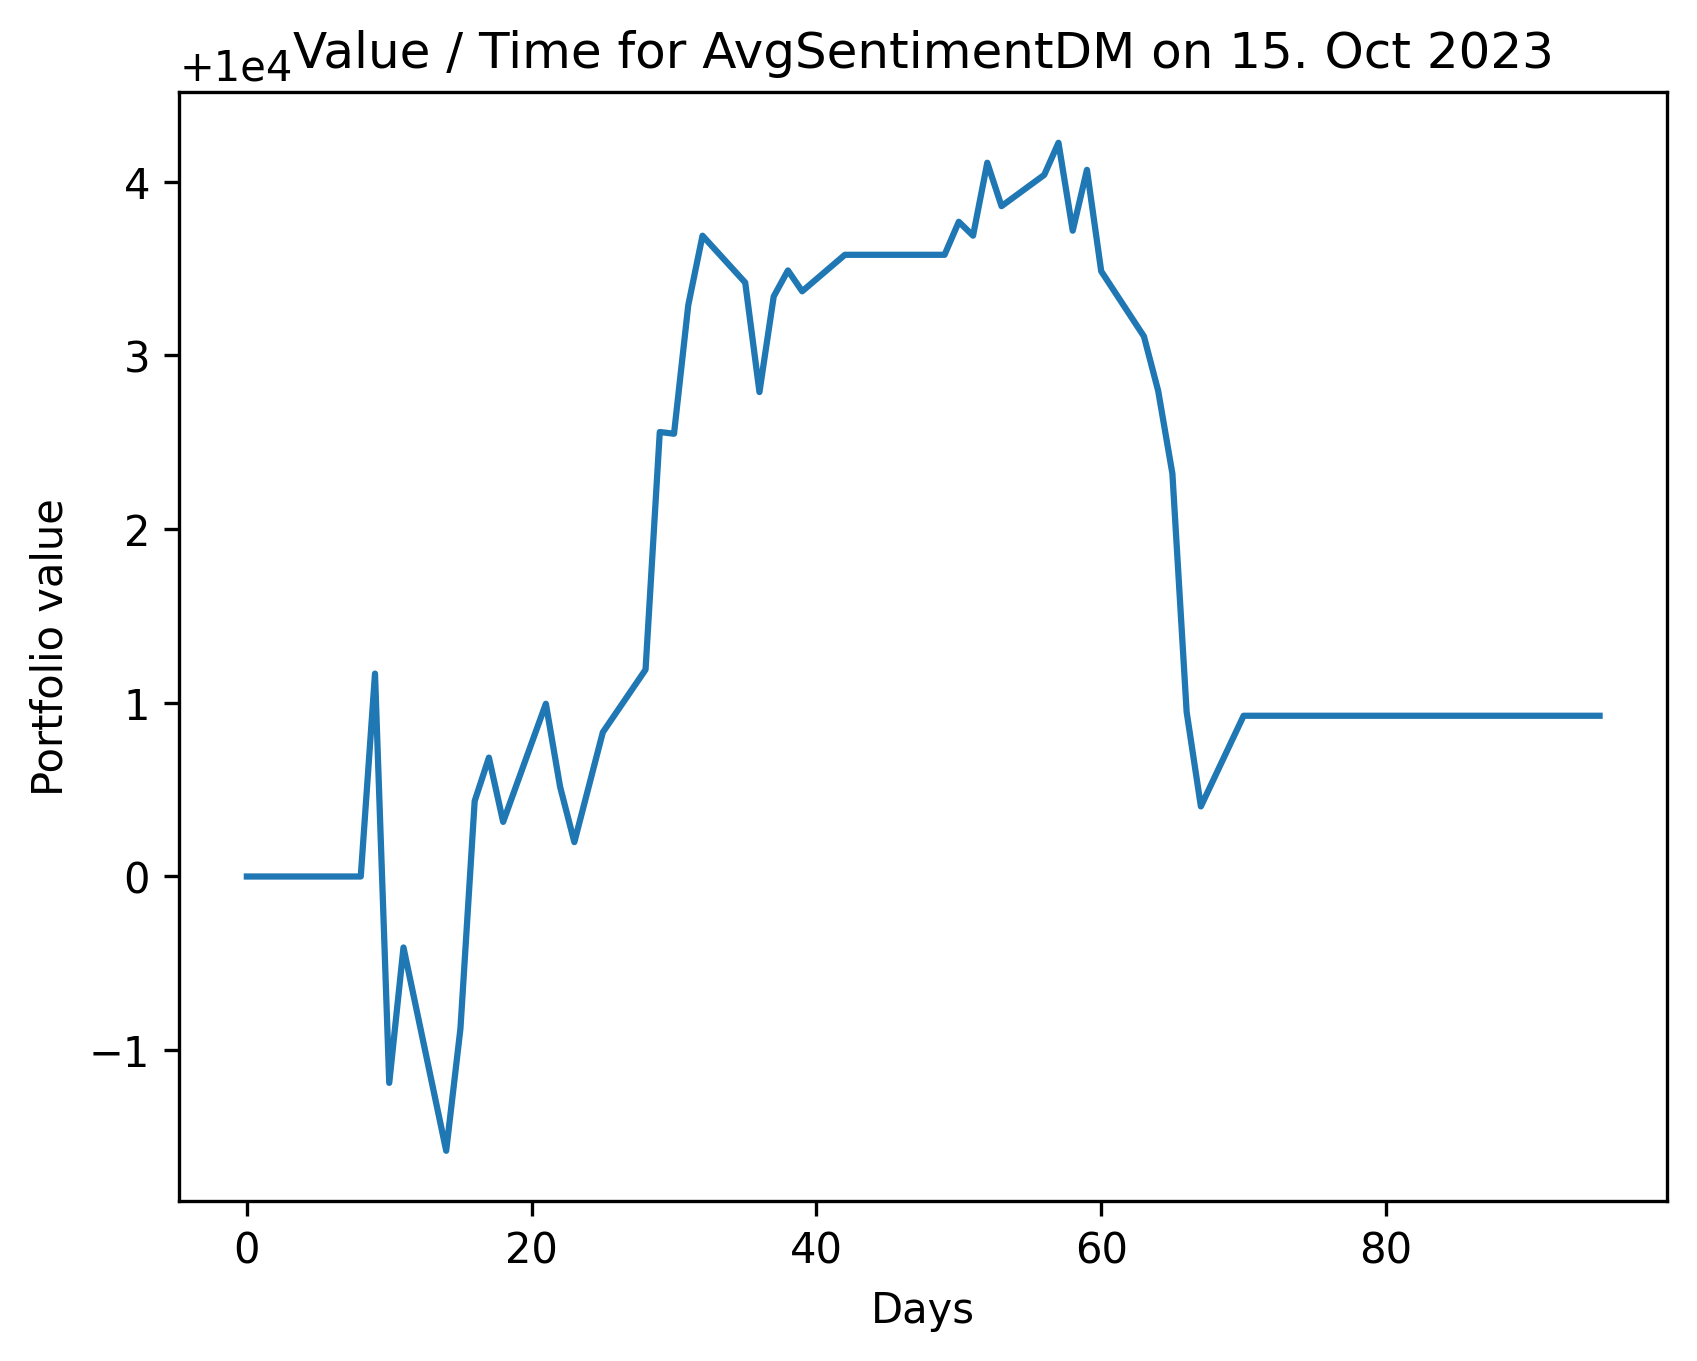 Value / Time for AvgSentimentDM on 15. Oct 2023
+1e4
4
3
2
1
0
−1
Portfolio value
0 20 40 60 80
Days